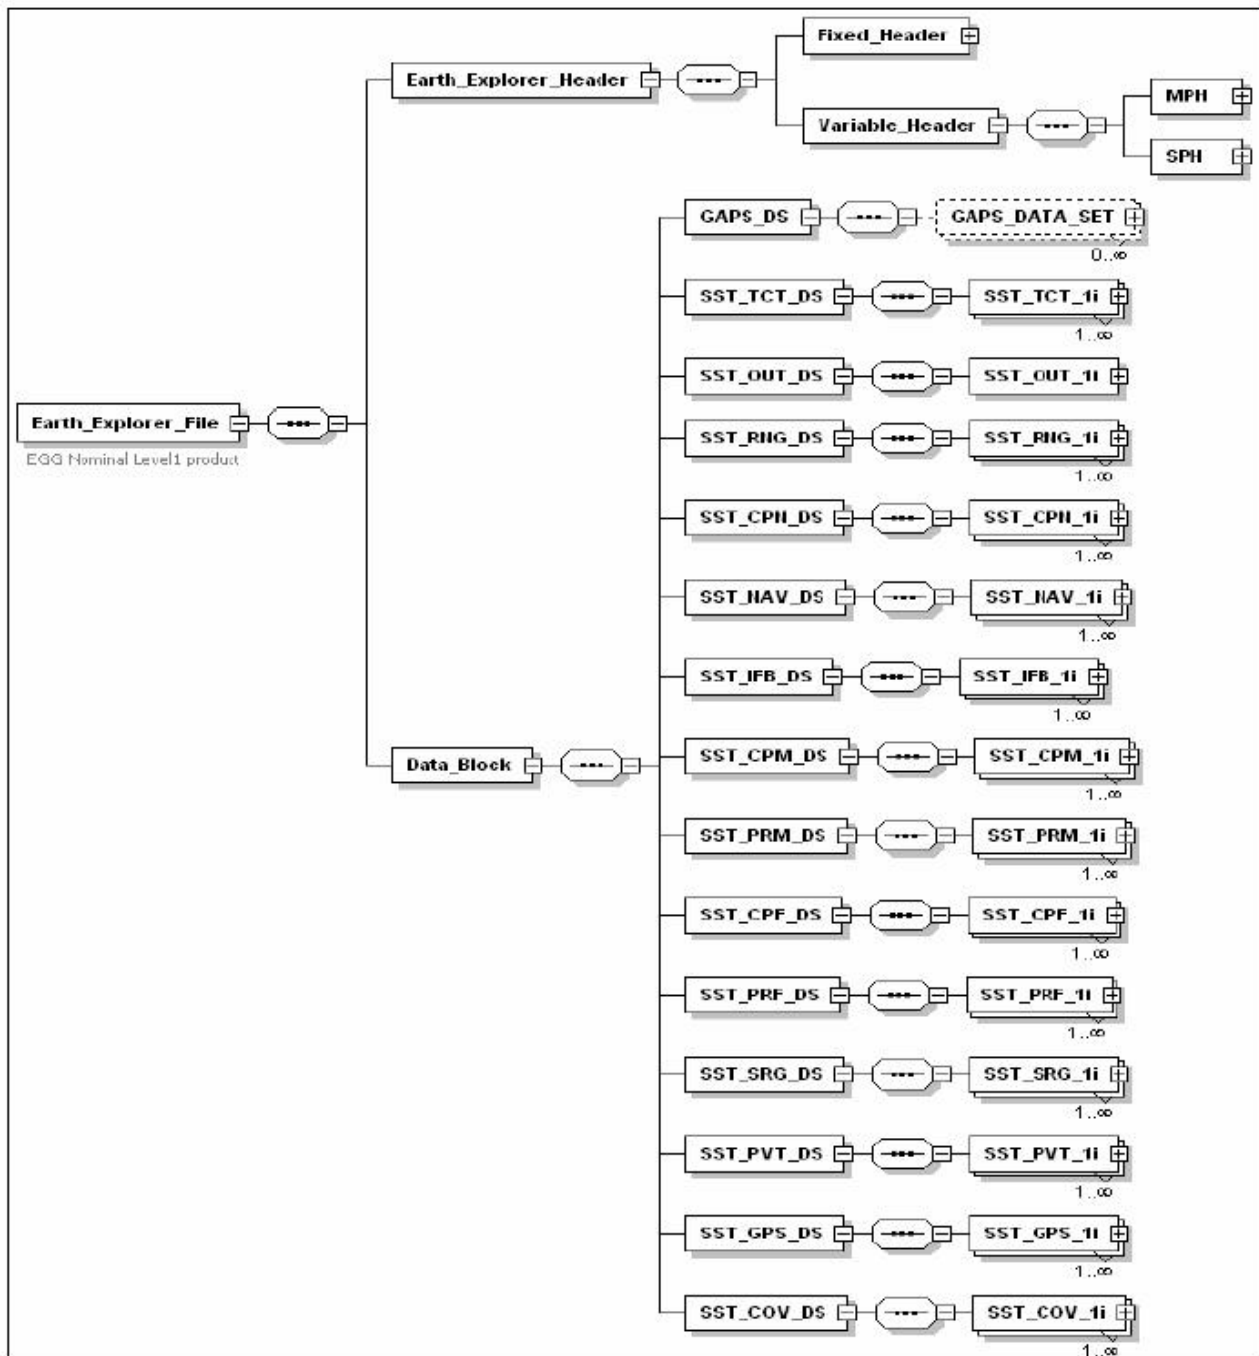 Fixed_Header
Earth_Explorer_Header
MPH
Variable_Header
SPH
GAPS_DS GAPS_DATA_SET
0..∞
SST_TCT_DS SST_TCT_1i
1..∞
SST_OUT_DS SST_OUT_1i
Earth_Explorer_File
EGG Nominal Level1 product
SST_RNG_DS SST_RNG_1i
1..∞
SST_CPN_DS SST_CPN_1i
1..∞
SST_NAV_DS SST_NAV_1i
1..∞
SST_IFB_DS SST_IFB_1i
1..∞
Data_Block
SST_CPM_DS SST_CPM_1i
1..∞
SST_PRM_DS SST_PRM_1i
1..∞
SST_CPF_DS SST_CPF_1i
1..∞
SST_PRF_DS SST_PRF_1i
1..∞
SST_SRG_DS SST_SRG_1i
1..∞
SST_PVT_DS SST_PVT_1i
1..∞
SST_GPS_DS SST_GPS_1i
1..∞
SST_COV_DS SST_COV_1i
1..∞